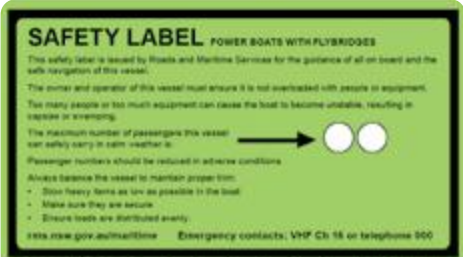 SAFETY LABEL POWER BOATS WITH FLYBRIDGES
This safety label is issued by Roads and Maritime Services for the guidance of all on board and the
safe navigation of this vessel.
The owner and operator of this vessel must ensure it is not overloaded with people or equipment.
Too many people or too much equipment can cause the boat to become unstable, resulting in
capsize or swamping.
The maximum number of passengers this vessel
can safely carry in calm weather is:
Passenger numbers should be reduced in adverse conditions
Always balance the vessel to maintain proper trim:
• Stow heavy items as low as possible in the boat
• Make sure they are secure
• Ensure loads are distributed evenly.
rms.nsw.gov.au/maritime Emergency contacts: VHF Ch 16 or telephone 000